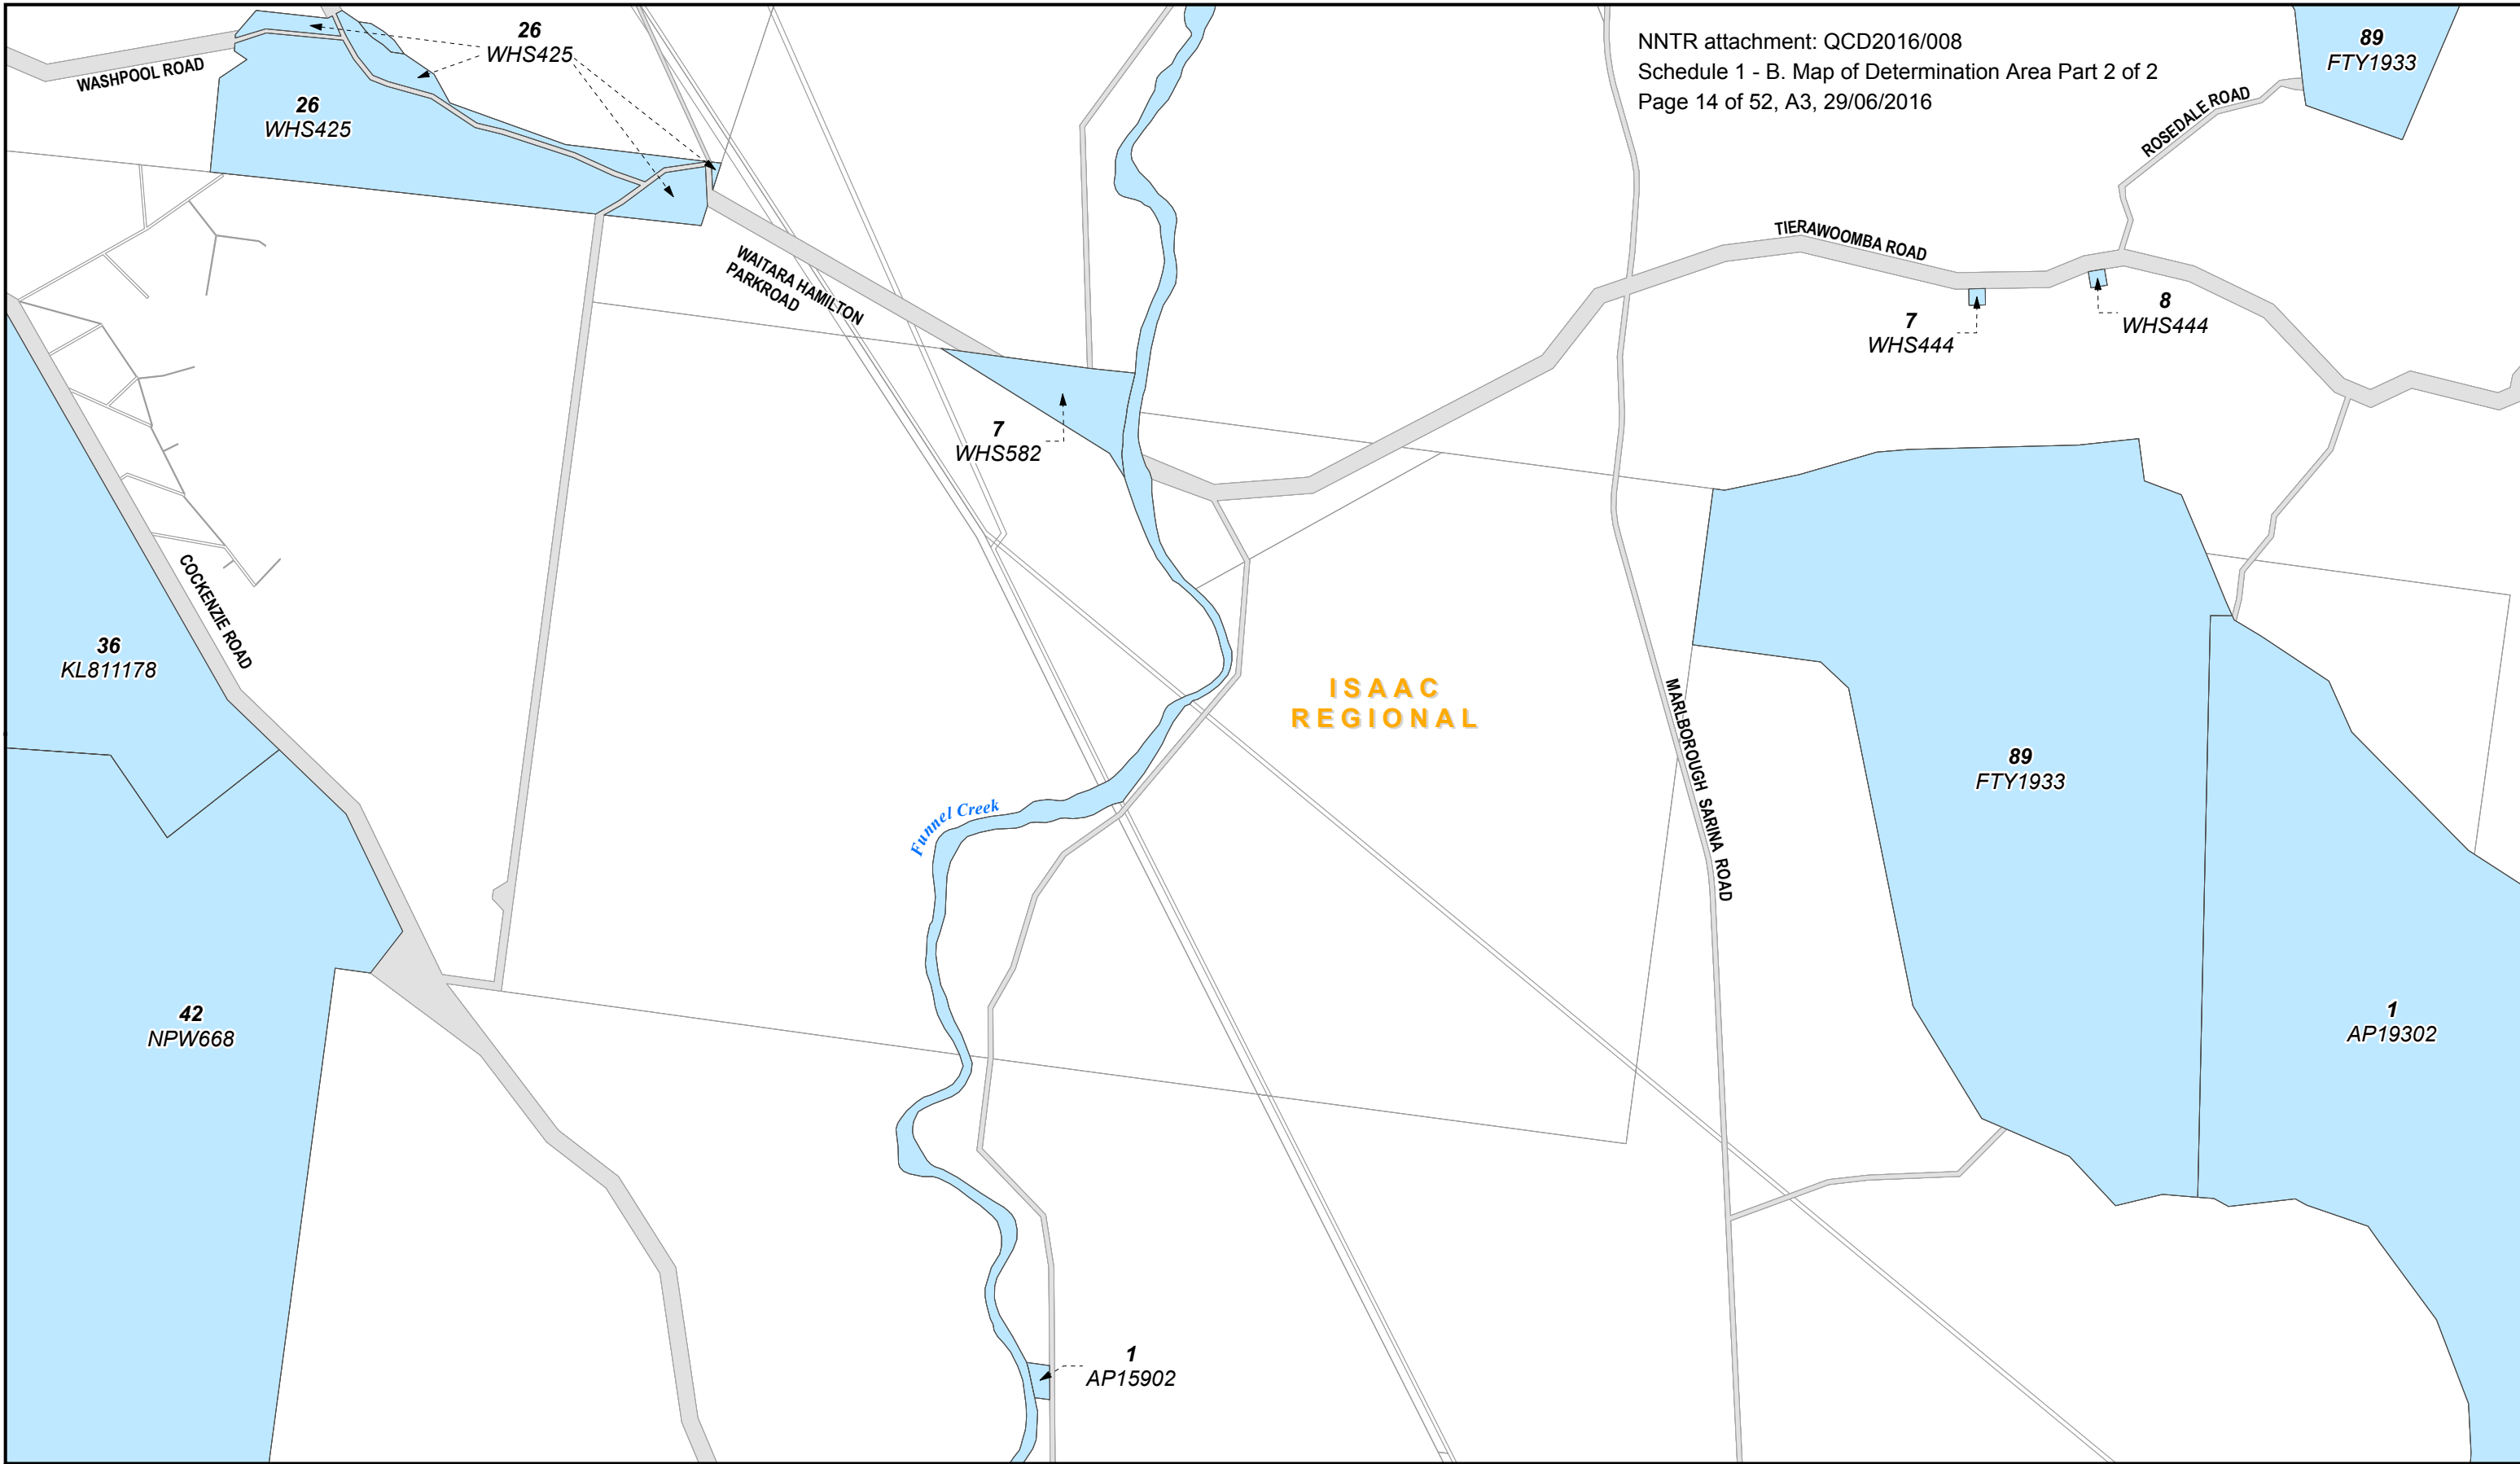 NNTR attachment: QCD2016/008
Schedule 1 - B. Map of Determination Area Part 2 of 2
Page 14 of 52, A3, 29/06/2016
26
WHS425
WASHPOOL ROAD
26
WHS425
89
FTY1933
ROSEDALE ROAD
TIERAWOOMBA ROAD
WAITARA HAMILTON
PARKROAD
7
WHS444
8
WHS444
7
WHS582
COCKENZIE ROAD
36
KL811178
ISAAC
REGIONAL
MARLBOROUGH SARINA ROAD
89
FTY1933
Funnel Creek
42
NPW668
1
AP19302
1
AP15902